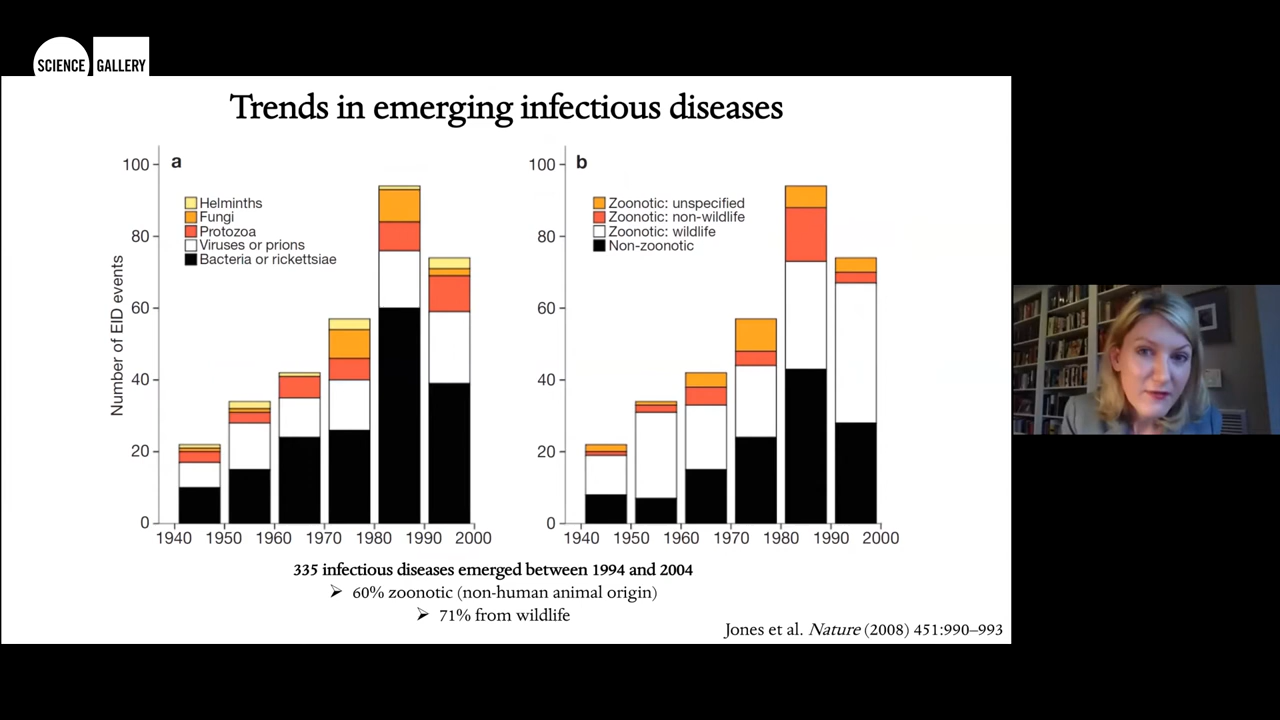 SCIENCE GALLERY
Trends in emerging infectious diseases
a
Number of EID events
100
80
60
40
20
0
Helminths
Fungi
Protozoa
Viruses or prions
Bacteria or rickettsiae
1940 1950 1960 1970 1980 1990 2000
b
100
80
60
40
20
0
Zoonotic: unspecified
Zoonotic: non-wildlife
Zoonotic: wildlife
Non-zoonotic
1940 1950 1960 1970 1980 1990 2000
335 infectious diseases emerged between 1994 and 2004
➢ 60% zoonotic (non-human animal origin)
➢ 71% from wildlife
Jones et al. Nature (2008) 451:990–993